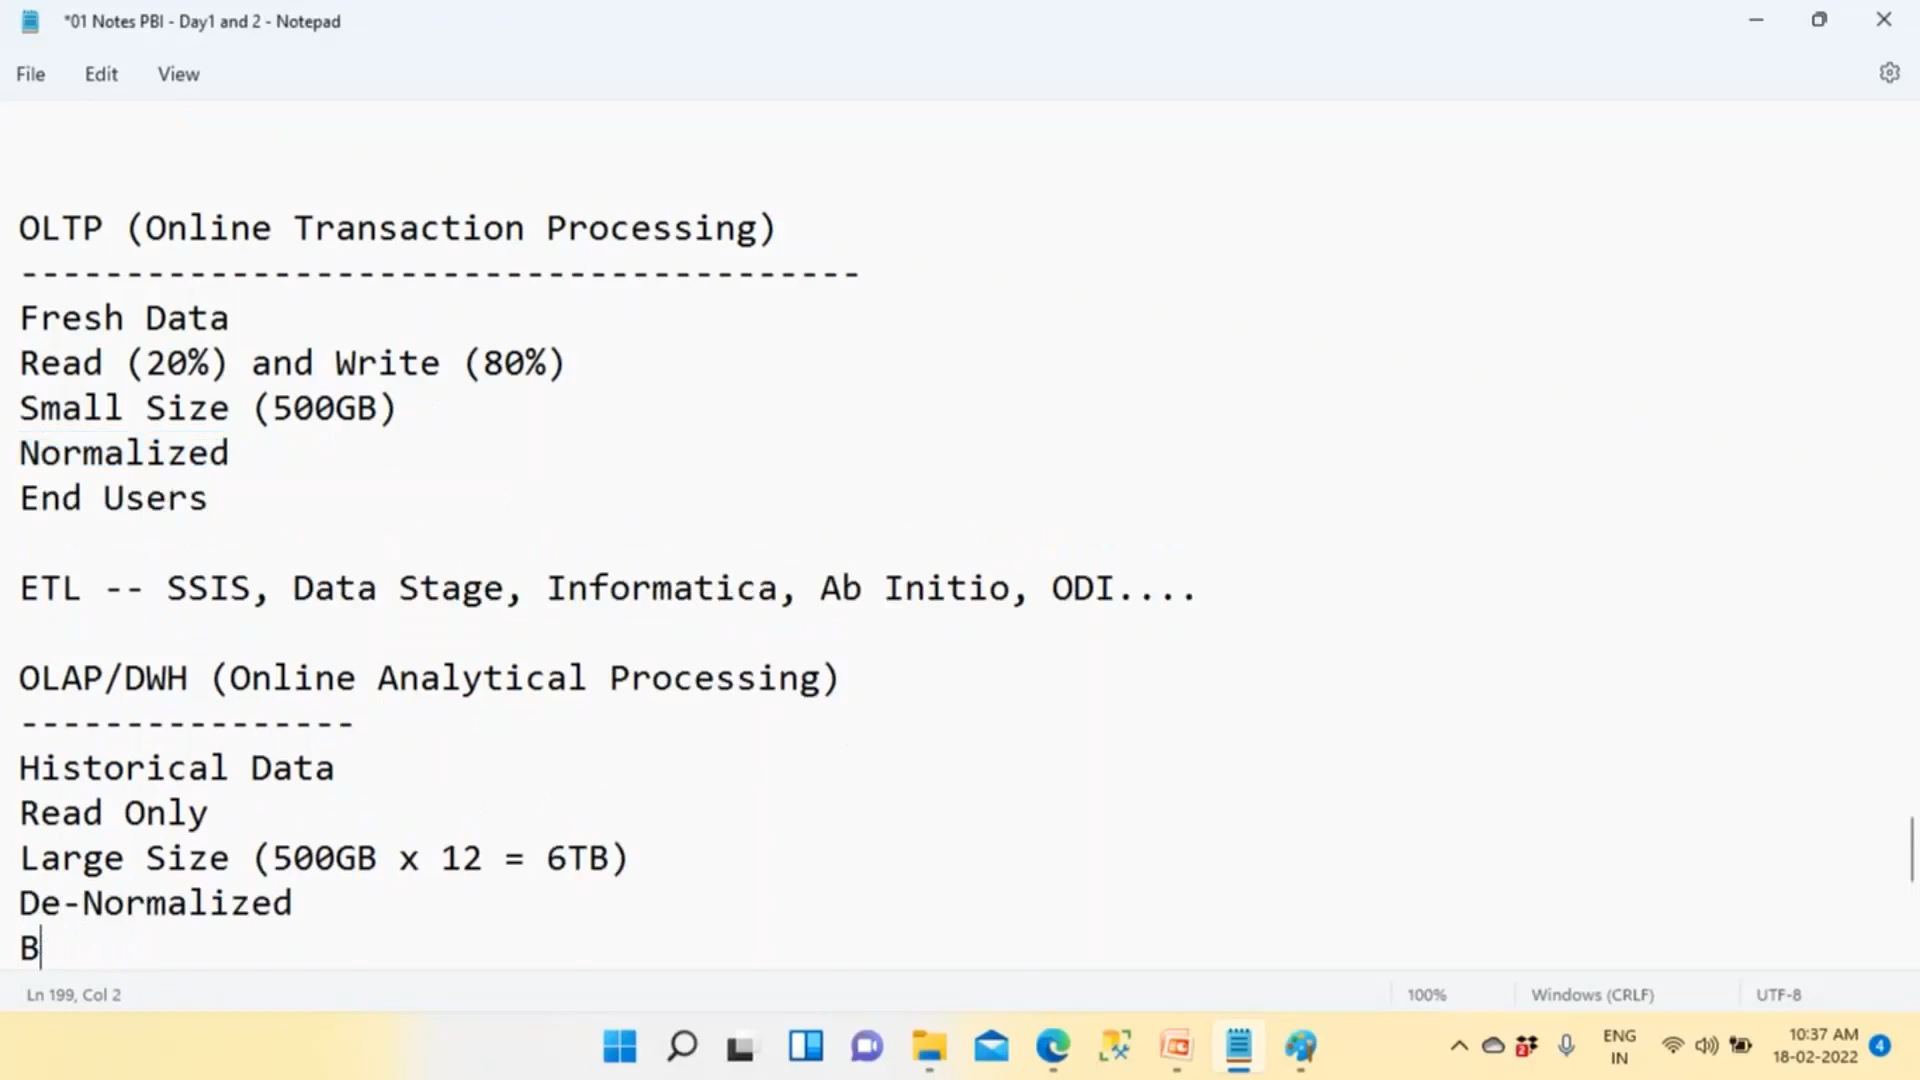 *01 Notes PBI - Day1 and 2 - Notepad
File Edit View
OLTP (Online Transaction Processing)
----------------------------------------
Fresh Data
Read (20%) and Write (80%)
Small Size (500GB)
Normalized
End Users
ETL -- SSIS, Data Stage, Informatica, Ab Initio, ODI....
OLAP/DWH (Online Analytical Processing)
----------------
Historical Data
Read Only
Large Size (500GB x 12 = 6TB)
De-Normalized
B
Ln 199, Col 2 100% Windows (CRLF) UTF-8
2 ENG IN 10:37 AM 18-02-2022 4